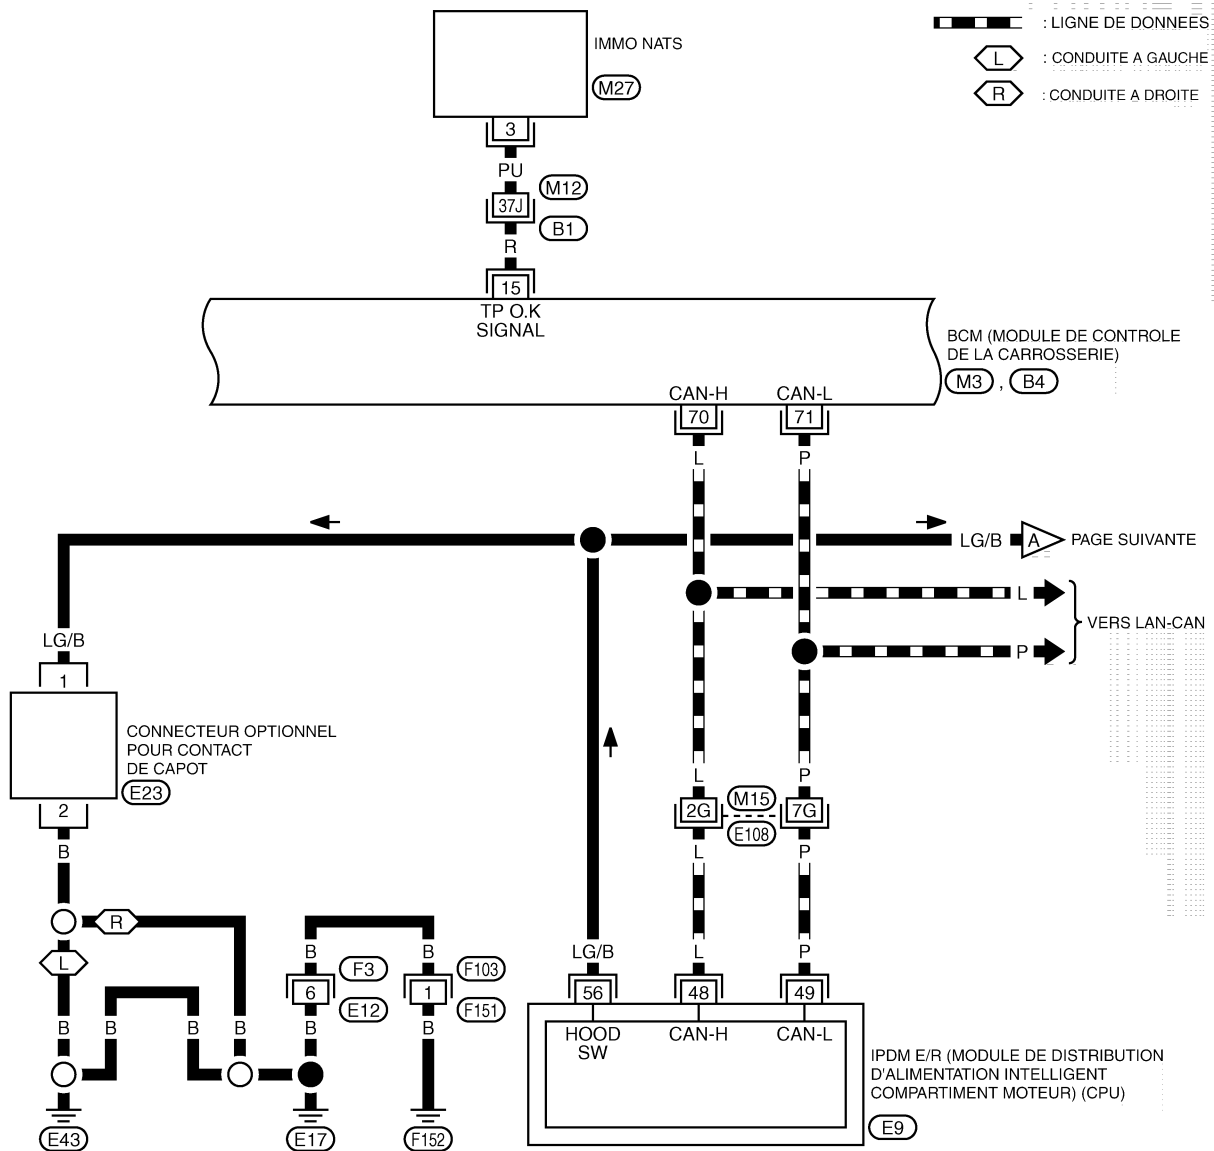 IMMO NATS
M27
: LIGNE DE DONNEES
L : CONDUITE A GAUCHE
R : CONDUITE A DROITE
3
PU
M12
37J
B1
R
15
TP O.K
SIGNAL
BCM (MODULE DE CONTROLE
DE LA CARROSSERIE)
M3 , B4
CAN-H CAN-L
70 71
L P
LG/B A PAGE SUIVANTE
L
VERS LAN-CAN
P
LG/B
1
CONNECTEUR OPTIONNEL
POUR CONTACT
DE CAPOT
E23
2
B
L P
2G M15 7G
E108
L P
R
L
B B
F3 F103
6 1
E12 F151
LG/B L P
56 48 49
HOOD
SW
CAN-H CAN-L
B B B B B B
IPDM E/R (MODULE DE DISTRIBUTION
D'ALIMENTATION INTELLIGENT
COMPARTIMENT MOTEUR) (CPU)
E9
E43 E17 F152